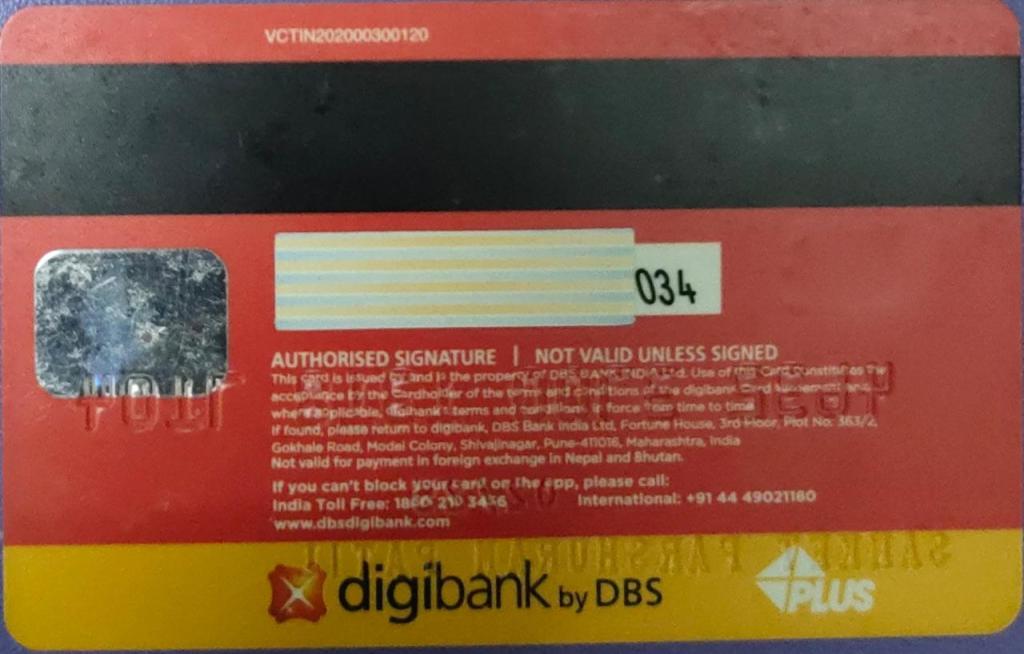 VCTIN202000300120
034
AUTHORISED SIGNATURE | NOT VALID UNLESS SIGNED
This card is issued by and is the property of DBS BANK INDIA Ltd. Use of this Card constitutes the
acceptance by the cardholder of the terms and conditions of the digibank Card Agreement and
where applicable, digibank's terms and conditions in force from time to time
If found, please return to digibank, DBS Bank India Ltd, Fortune House, 3rd Floor, Plot No: 363/2,
Gokhale Road, Model Colony, Shivajinagar, Pune-411016, Maharashtra, India
Not valid for payment in foreign exchange in Nepal and Bhutan.
If you can't block your card on the app, please call:
India Toll Free: 1860 210 3456 International: +91 44 49021180
www.dbsdigibank.com
digibank by DBS
PLUS